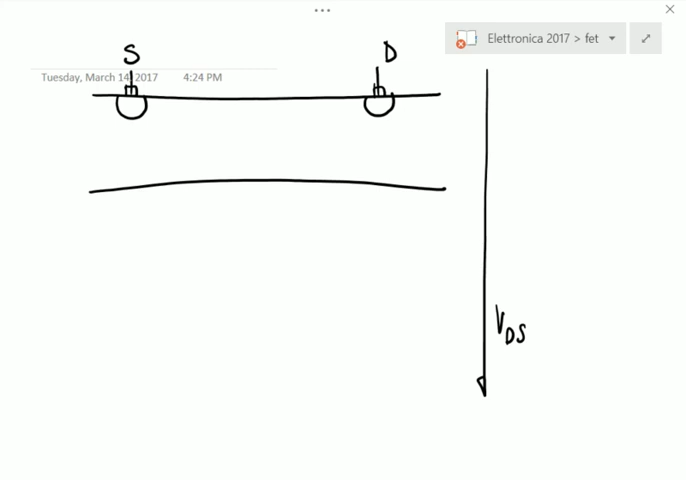 Elettronica 2017 > fet
S
D
Tuesday, March 14, 2017 4:24 PM
VDS